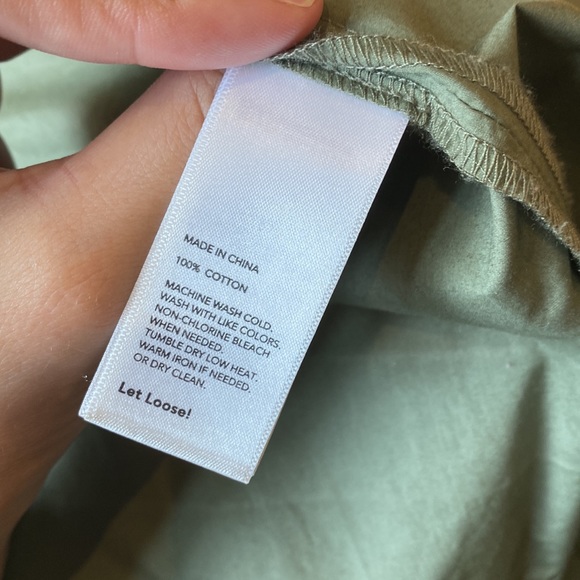 MADE IN CHINA
100% COTTON
MACHINE WASH COLD.
WASH WITH LIKE COLORS.
NON-CHLORINE BLEACH
WHEN NEEDED.
TUMBLE DRY LOW HEAT.
WARM IRON IF NEEDED.
OR DRY CLEAN.
Let Loose!